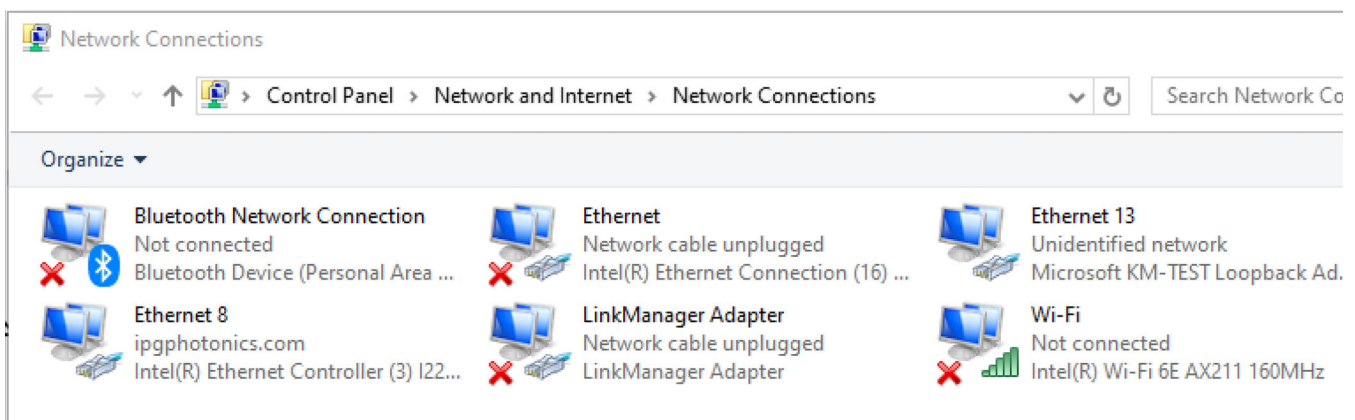 Network Connections
Control Panel > Network and Internet > Network Connections
Search Network Co
Organize
Bluetooth Network Connection
Not connected
Bluetooth Device (Personal Area ...
Ethernet
Network cable unplugged
Intel(R) Ethernet Connection (16) ...
Ethernet 13
Unidentified network
Microsoft KM-TEST Loopback Ad.
Ethernet 8
ipgphotonics.com
Intel(R) Ethernet Controller (3) I22...
LinkManager Adapter
Network cable unplugged
LinkManager Adapter
Wi-Fi
Not connected
Intel(R) Wi-Fi 6E AX211 160MHz